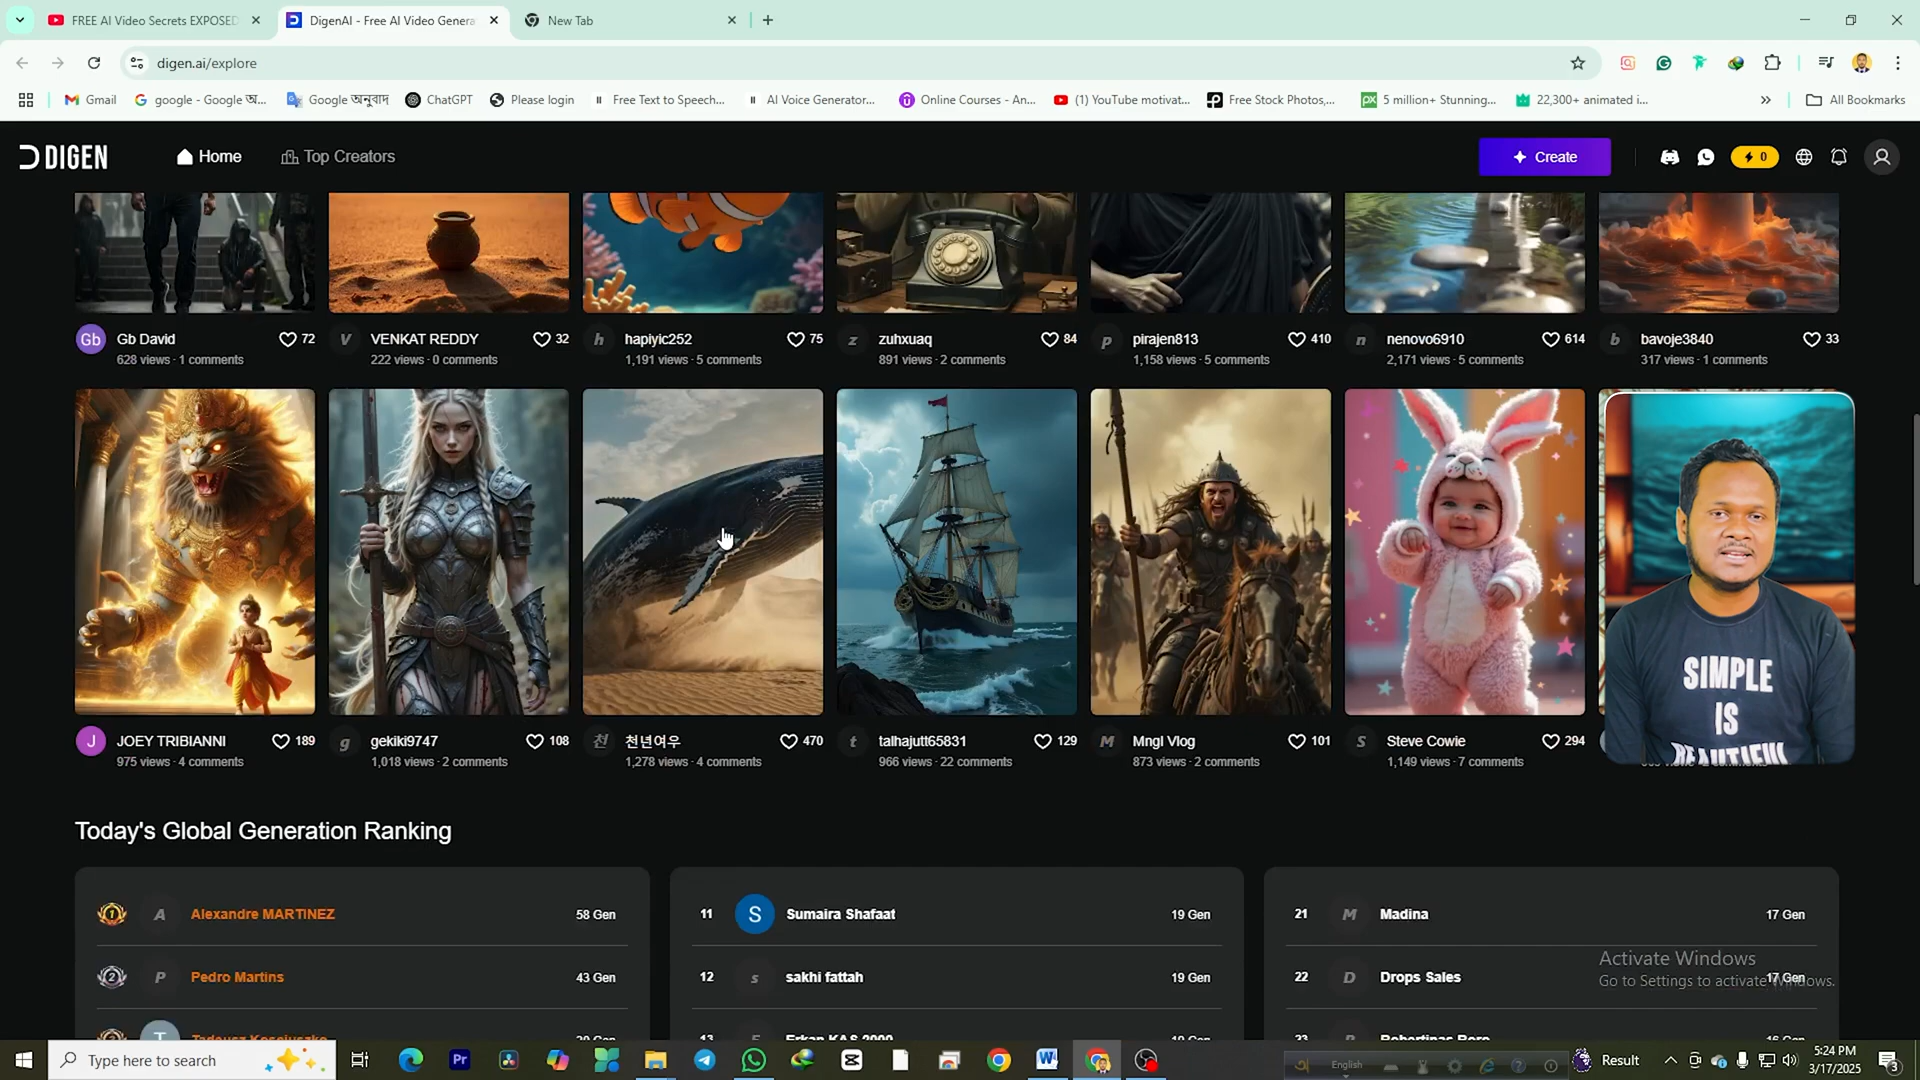 FREE AI Video Secrets EXPOSED
DigenAI - Free AI Video Genera
New Tab
digen.ai/explore
Gmail
google - Google অ...
Google অনুবাদ
ChatGPT
Please login
Free Text to Speech...
AI Voice Generator...
Online Courses - An...
(1) YouTube motivat...
Free Stock Photos,...
5 million+ Stunning...
22,300+ animated i...
All Bookmarks
DIGEN
Home
Top Creators
Create
0
Gb
Gb David
72
628 views · 1 comments
V
VENKAT REDDY
32
222 views · 0 comments
h
hapiyic252
75
1,191 views · 5 comments
z
zuhxuaq
84
891 views · 2 comments
p
pirajen813
410
1,158 views · 5 comments
n
nenovo6910
614
2,171 views · 5 comments
b
bavoje3840
33
317 views · 1 comments
SIMPLE
IS
BEAUTIFUL
J
JOEY TRIBIANNI
189
975 views · 4 comments
g
gekiki9747
108
1,018 views · 2 comments
천
천년여우
470
1,278 views · 4 comments
t
talhajutt65831
129
966 views · 22 comments
M
Mngl Vlog
101
873 views · 2 comments
S
Steve Cowie
294
1,149 views · 7 comments
Today's Global Generation Ranking
1
A
Alexandre MARTINEZ
58 Gen
2
P
Pedro Martins
43 Gen
11
S
Sumaira Shafaat
19 Gen
12
s
sakhi fattah
19 Gen
13
21
M
Madina
17 Gen
22
D
Drops Sales
17 Gen
23
Activate Windows
Go to Settings to activate Windows.
Type here to search
Pr
English
Result
5:24 PM
3/17/2025
3